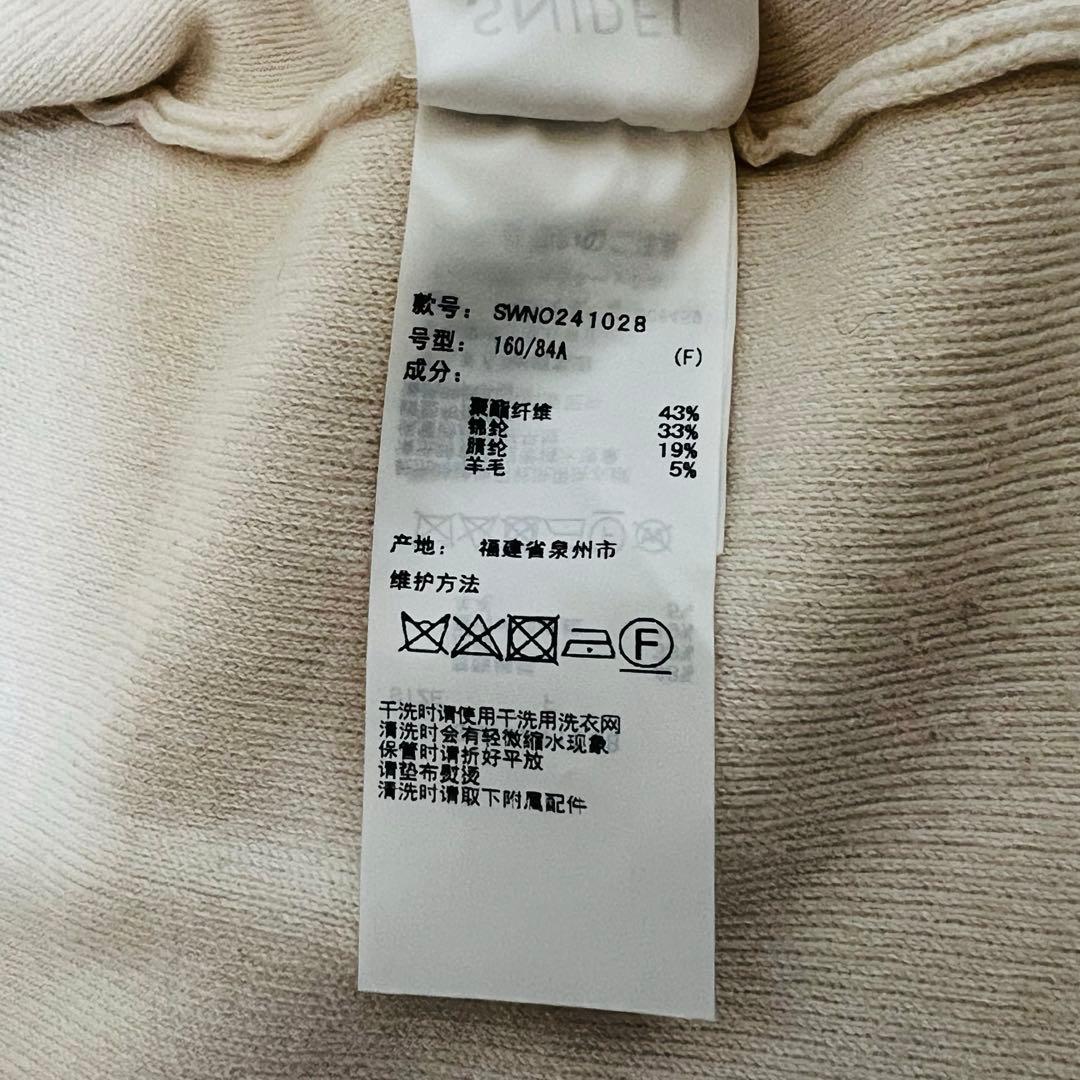 款号： SWNO241028
号型： 160/84A (F)
成分：
聚酯纤维 43%
锦纶 33%
腈纶 19%
羊毛 5%
产地： 福建省泉州市
维护方法
F
干洗时请使用干洗用洗衣网
清洗时会有轻微缩水现象
保管时请折好平放
请垫布熨烫
清洗时请取下附属配件